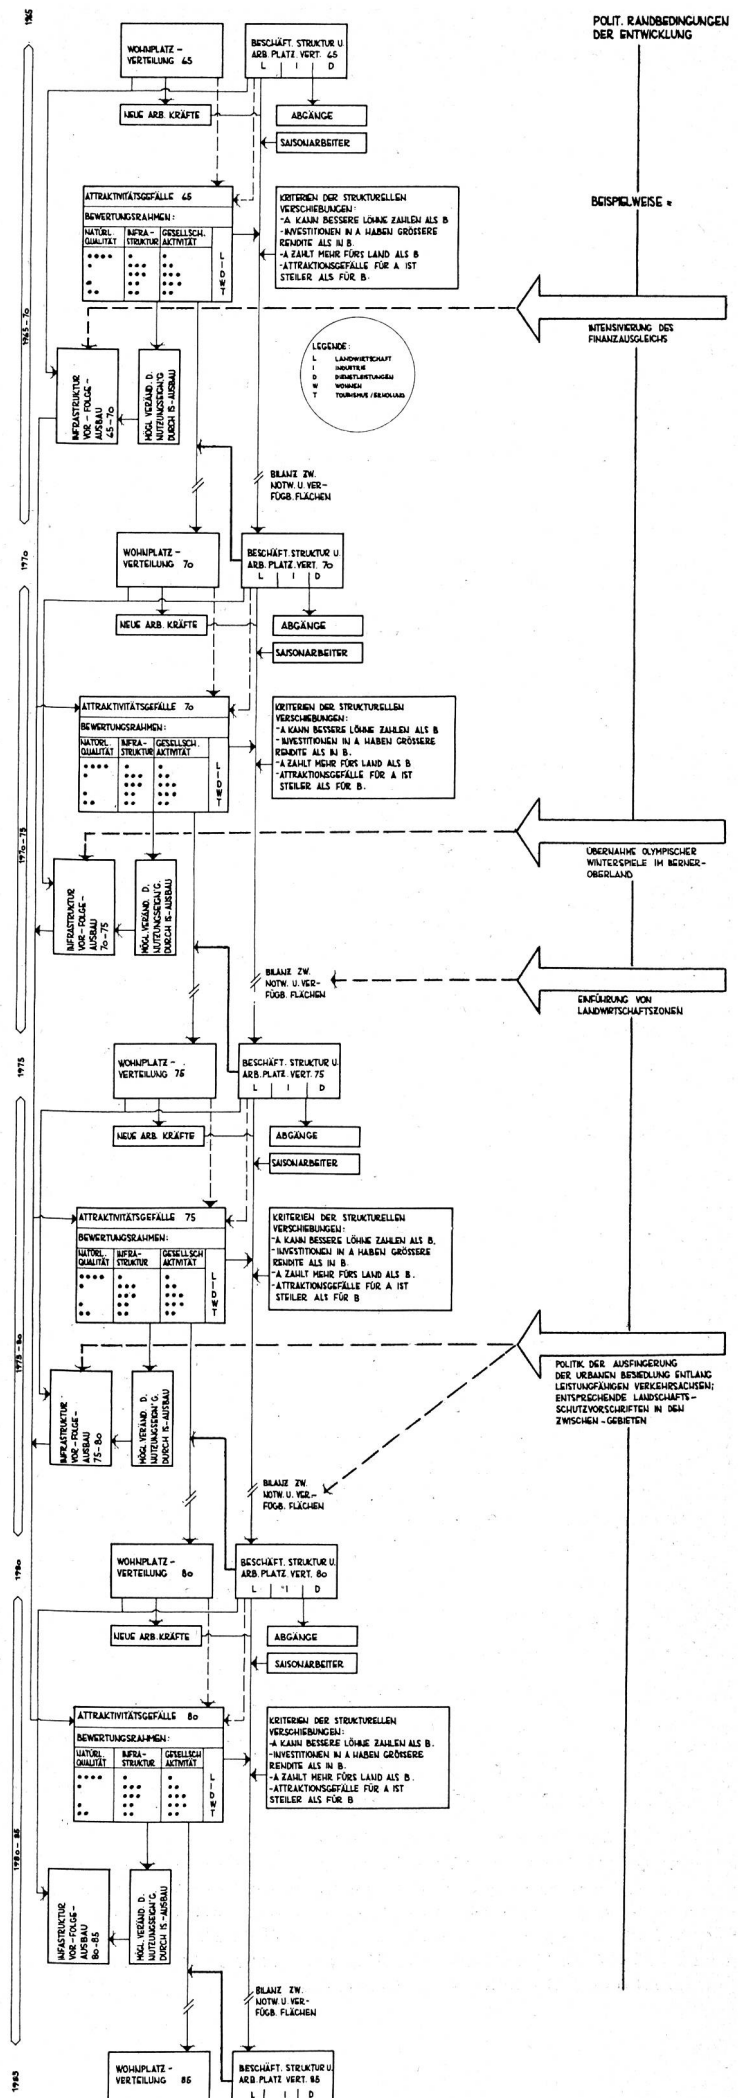 1965
POLIT. RANDBEDINGUNGEN
DER ENTWICKLUNG
WOHNPLATZ-
VERTEILUNG 65
BESCHÄFT. STRUKTUR U.
ARB. PLATZ. VERT. 65
L | I | D
NEUE ARB. KRÄFTE
ABGÄNGE
SAISONARBEITER
ATTRAKTIVITÄTSGEFÄLLE 65
BEWERTUNGSRAHMEN:
NATÜRL. QUALITÄT
INFRA-STRUKTUR
GESELLSCH. AKTIVITÄT
L
I
D
W
T
KRITERIEN DER STRUKTURELLEN
VERSCHIEBUNGEN:
-A KANN BESSERE LÖHNE ZAHLEN ALS B
-INVESTITIONEN IN A HABEN GRÖSSERE
RENDITE ALS IN B.
-A ZAHLT MEHR FÜRS LAND ALS B
-ATTRAKTIONSGEFÄLLE FÜR A IST
STEILER ALS FÜR B.
BEISPIELWEISE:
INTENSIVIERUNG DES
FINANZAUSGLEICHS
1965-70
INFRASTRUKTUR
VOR-FOLGE-
AUSBAU
65-70
MÖGL. VERÄND. D.
NUTZUNGSEIGN'G.
DURCH IS-AUSBAU
LEGENDE:
L LANDWIRTSCHAFT
I INDUSTRIE
D DIENSTLEISTUNGEN
W WOHNEN
T TOURISMUS/ERHOLUNG
BILANZ ZW.
NOTW. U. VER-
FÜGB. FLÄCHEN
1970
WOHNPLATZ-
VERTEILUNG 70
BESCHÄFT. STRUKTUR U.
ARB. PLATZ. VERT. 70
L | I | D
NEUE ARB. KRÄFTE
ABGÄNGE
SAISONARBEITER
ATTRAKTIVITÄTSGEFÄLLE 70
BEWERTUNGSRAHMEN:
NATÜRL. QUALITÄT
INFRA-STRUKTUR
GESELLSCH. AKTIVITÄT
L
I
D
W
T
KRITERIEN DER STRUKTURELLEN
VERSCHIEBUNGEN:
-A KANN BESSERE LÖHNE ZAHLEN ALS B
-INVESTITIONEN IN A HABEN GRÖSSERE
RENDITE ALS IN B.
-A ZAHLT MEHR FÜRS LAND ALS B
-ATTRAKTIONSGEFÄLLE FÜR A IST
STEILER ALS FÜR B.
1970-75
ÜBERNAHME OLYMPISCHER
WINTERSPIELE IM BERNER-
OBERLAND
INFRASTRUKTUR
VOR-FOLGE-
AUSBAU
70-75
MÖGL. VERÄND. D.
NUTZUNGSEIGN'G.
DURCH IS-AUSBAU
BILANZ ZW.
NOTW. U. VER-
FÜGB. FLÄCHEN
EINFÜHRUNG VON
LANDWIRTSCHAFTSZONEN
1975
WOHNPLATZ-
VERTEILUNG 75
BESCHÄFT. STRUKTUR U.
ARB. PLATZ. VERT. 75
L | I | D
NEUE ARB. KRÄFTE
ABGÄNGE
SAISONARBEITER
ATTRAKTIVITÄTSGEFÄLLE 75
BEWERTUNGSRAHMEN:
NATÜRL. QUALITÄT
INFRA-STRUKTUR
GESELLSCH AKTIVITÄT
L
I
D
W
T
KRITERIEN DER STRUKTURELLEN
VERSCHIEBUNGEN:
-A KANN BESSERE LÖHNE ZAHLEN ALS B.
-INVESTITIONEN IN A HABEN GRÖSSERE
RENDITE ALS IN B.
-A ZAHLT MEHR FÜRS LAND ALS B.
-ATTRAKTIONSGEFÄLLE FÜR A IST
STEILER ALS FÜR B
1975-80
POLITIK DER AUSFINGERUNG
DER URBANEN BESIEDLUNG ENTLANG
LEISTUNGFÄHIGEN VERKEHRSACHSEN;
ENTSPRECHENDE LANDSCHAFTS-
SCHUTZVORSCHRIFTEN IN DEN
ZWISCHEN-GEBIETEN
INFRASTRUKTUR
VOR-FOLGE-
AUSBAU
75-80
MÖGL. VERÄND. D.
NUTZUNGSEIGN'G.
DURCH IS-AUSBAU
BILANZ ZW.
NOTW. U. VER-
FÜGB. FLÄCHEN
1980
WOHNPLATZ-
VERTEILUNG 80
BESCHÄFT. STRUKTUR U.
ARB. PLATZ. VERT. 80
L | I | D
NEUE ARB. KRÄFTE
ABGÄNGE
SAISONARBEITER
ATTRAKTIVITÄTSGEFÄLLE 80
BEWERTUNGSRAHMEN:
NATÜRL. QUALITÄT
INFRA-STRUKTUR
GESELLSCH AKTIVITÄT
L
I
D
W
T
KRITERIEN DER STRUKTURELLEN
VERSCHIEBUNGEN:
-A KANN BESSERE LÖHNE ZAHLEN ALS B.
-INVESTITIONEN IN A HABEN GRÖSSERE
RENDITE ALS IN B.
-A ZAHLT MEHR FÜRS LAND ALS B.
-ATTRAKTIONSGEFÄLLE FÜR A IST
STEILER ALS FÜR B
1980-85
INFASTRUKTUR
VOR-FOLGE-
AUSBAU
80-85
MÖGL. VERÄND. D.
NUTZUNGSEIGN'G.
DURCH IS-AUSBAU
BILANZ ZW.
NOTW. U. VER-
FÜGB. FLÄCHEN
1985
WOHNPLATZ-
VERTEILUNG 85
BESCHÄFT. STRUKTUR U.
ARB. PLATZ VERT. 85
L | I | D